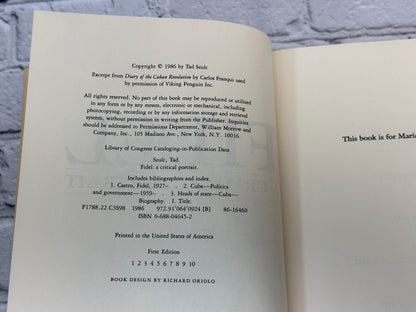 Copyright © 1986 by Tad Szulc
Excerpt from Diary of the Cuban Revolution by Carlos Franqui used
by permission of Viking Penguin Inc.
All rights reserved. No part of this book may be reproduced or utilized
in any form or by any means, electronic or mechanical, including
photocopying, recording or by any information storage and retrieval
system, without permission in writing from the Publisher. Inquiries
should be addressed to Permissions Department, William Morrow and
Company, Inc., 105 Madison Ave., New York, N.Y. 10016.
Library of Congress Cataloging-in-Publication Data
Szulc, Tad.
Fidel: a critical portrait.
Includes bibliographies and index.
1. Castro, Fidel, 1927– . 2. Cuba—Politics
and government—1959– . 3. Heads of state—Cuba—
Biography. I. Title.
F1788.22.C3S98 1986 972.91'064'0924 [B] 86-16460
ISBN 0-688-04645-2
Printed in the United States of America
First Edition
1 2 3 4 5 6 7 8 9 10
BOOK DESIGN BY RICHARD ORIOLO
This book is for Maria